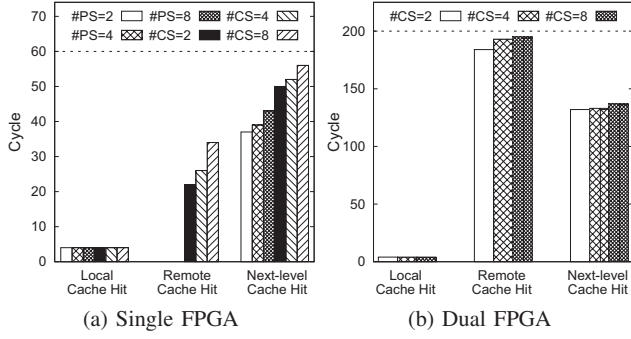 #PS=2 #PS=8 #CS=4
#PS=4 #CS=2 #CS=8
70
60
50
40
30
20
10
0
Cycle
Local Cache Hit
Remote Cache Hit
Next-level Cache Hit
(a) Single FPGA
#CS=2 #CS=4 #CS=8
200
150
100
50
0
Cycle
Local Cache Hit
Remote Cache Hit
Next-level Cache Hit
(b) Dual FPGA